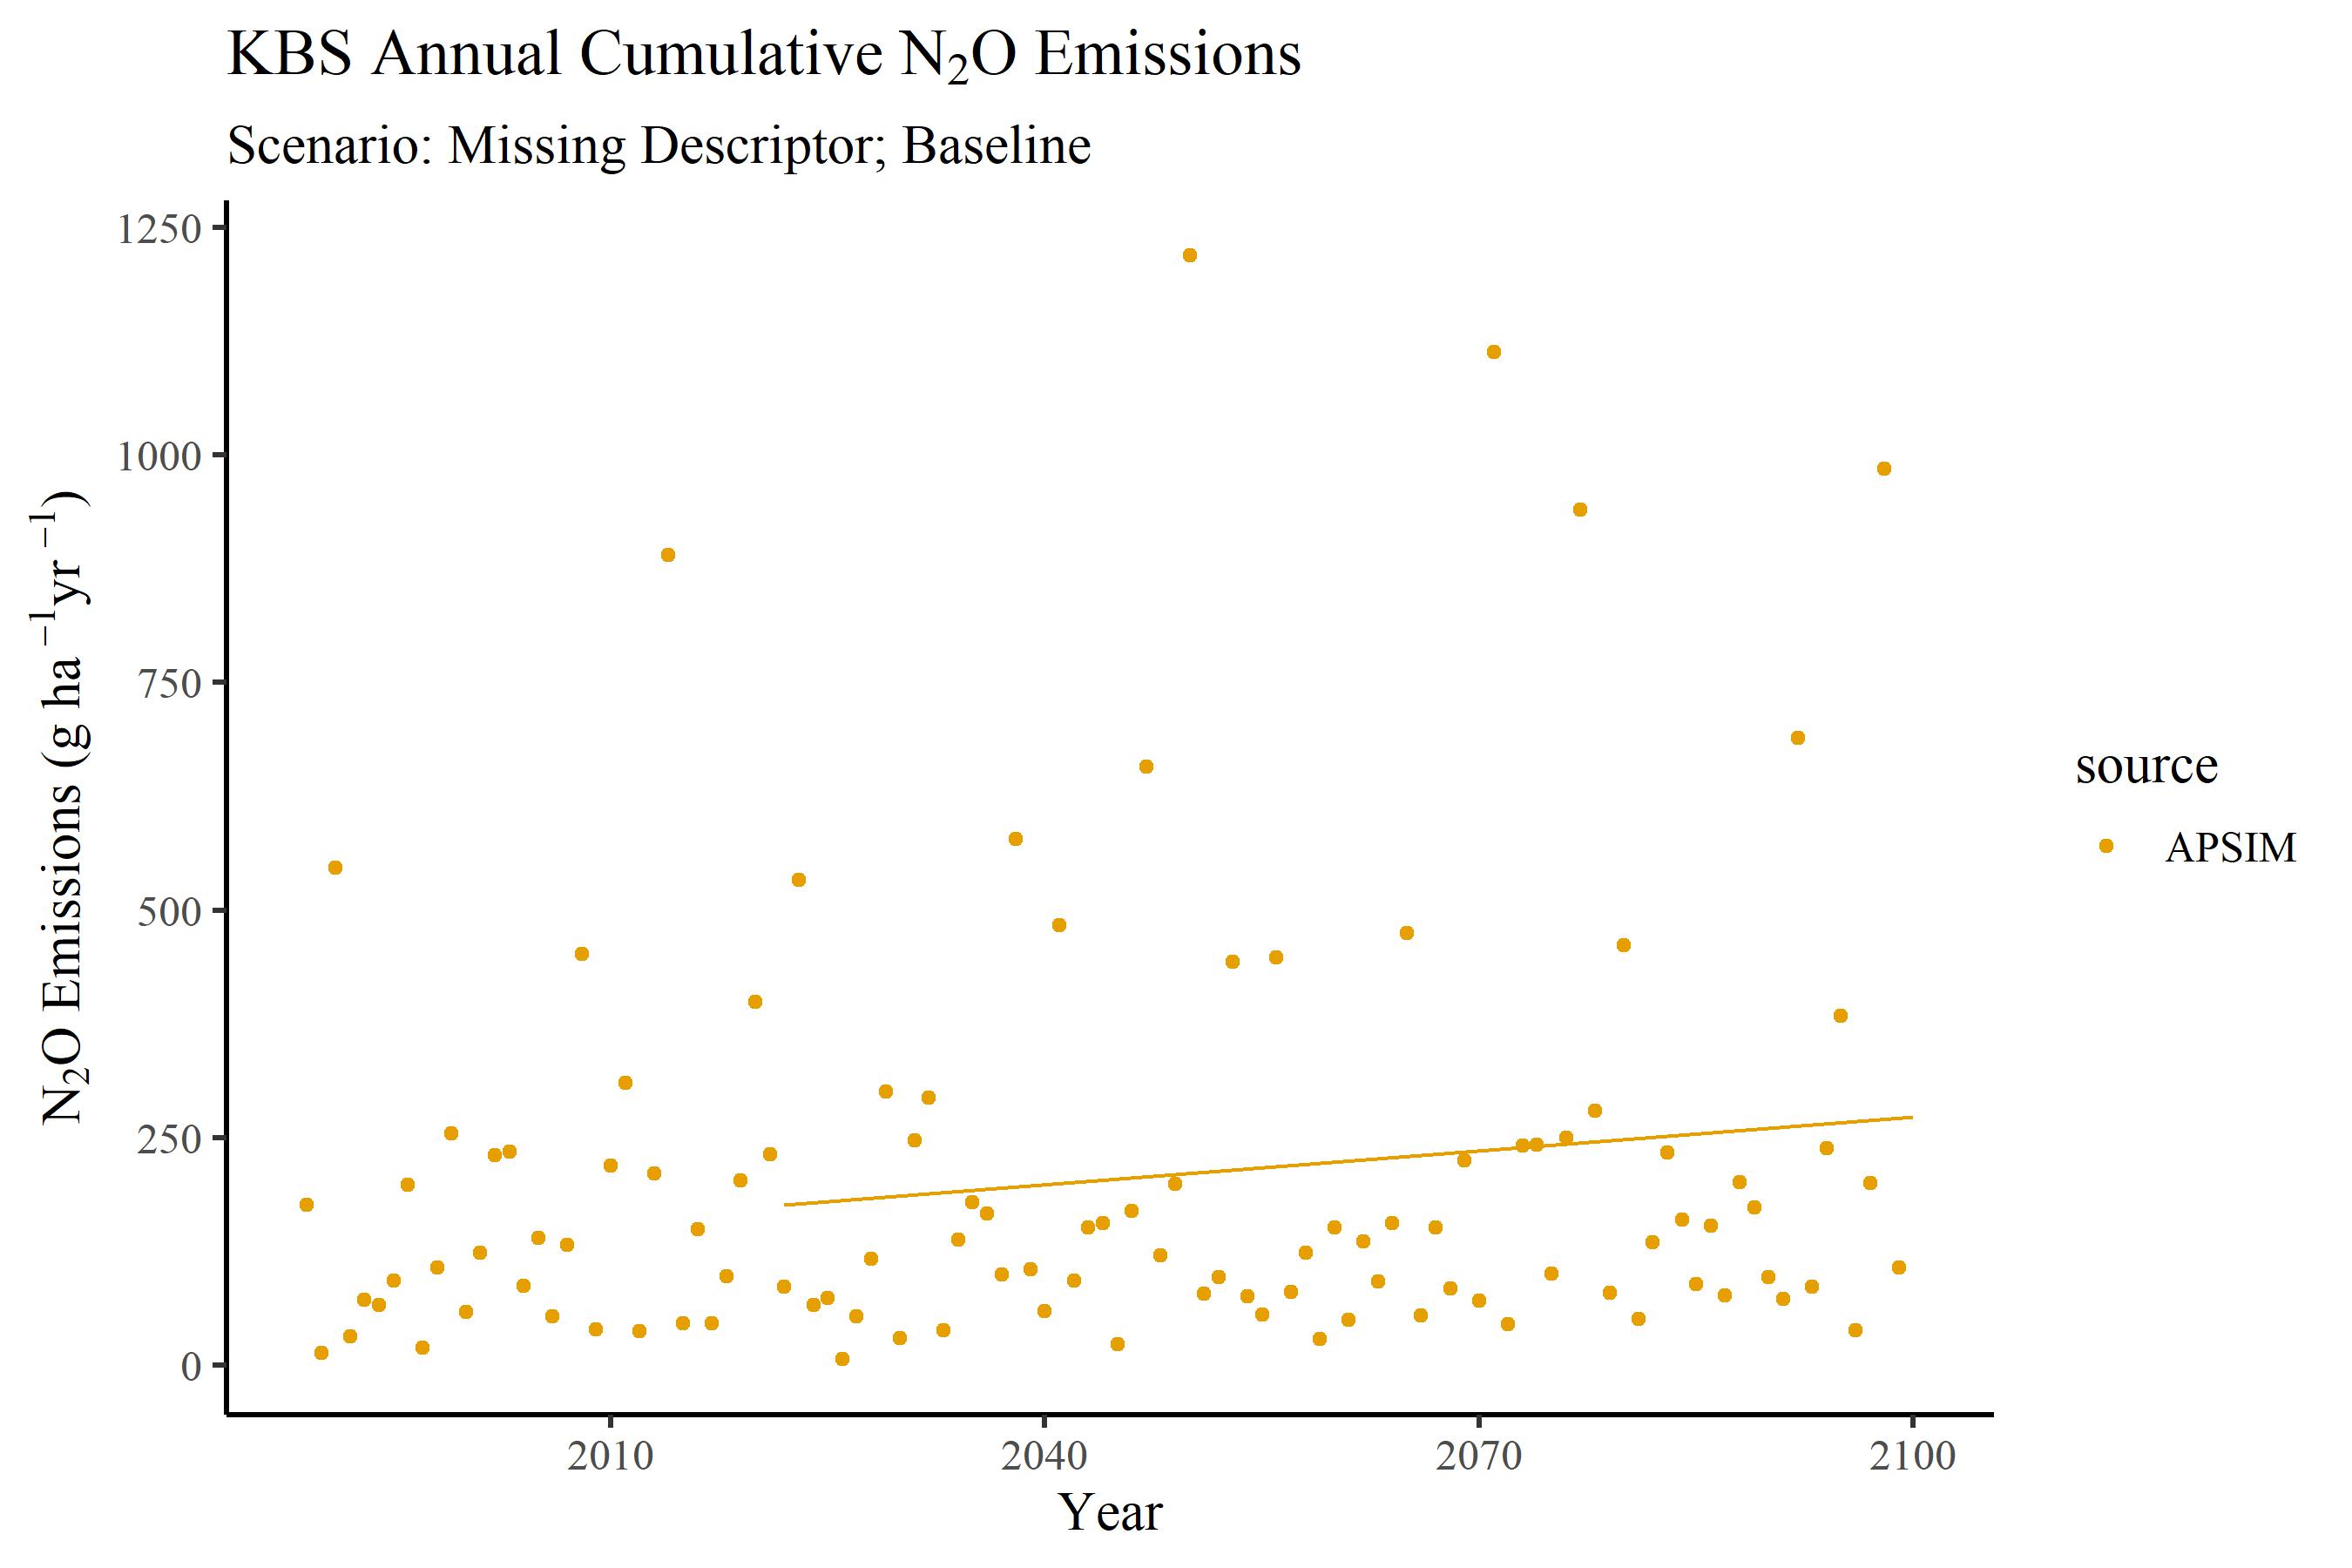 KBS Annual Cumulative N₂O Emissions
Scenario: Missing Descriptor; Baseline
N₂O Emissions (g ha⁻¹yr⁻¹)
1250
1000
750
500
250
0
2010 2040 2070 2100
Year
source
APSIM